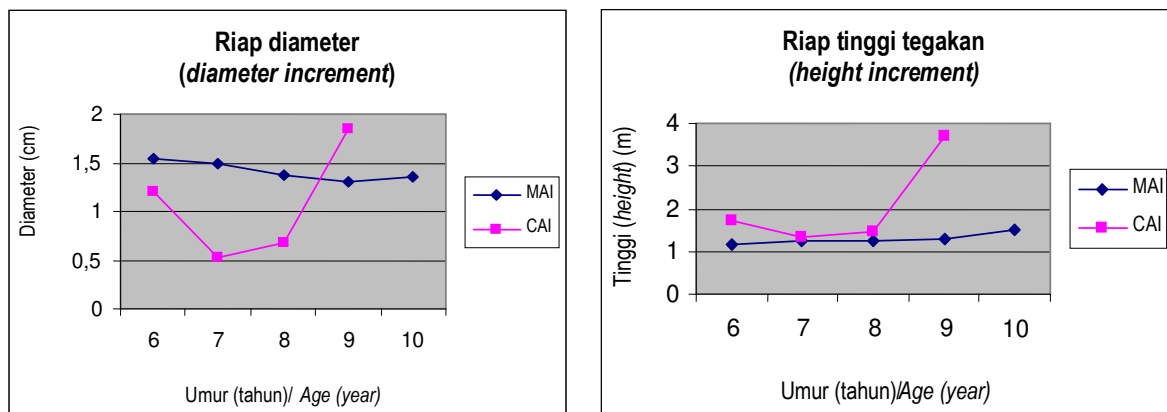 Riap diameter
(diameter increment)
Diameter (cm)
2
1,5
1
0,5
0
6 7 8 9 10
Umur (tahun)/ Age (year)
MAI
CAI
Riap tinggi tegakan
(height increment)
Tinggi (height) (m)
4
3
2
1
0
6 7 8 9 10
Umur (tahun)/Age (year)
MAI
CAI